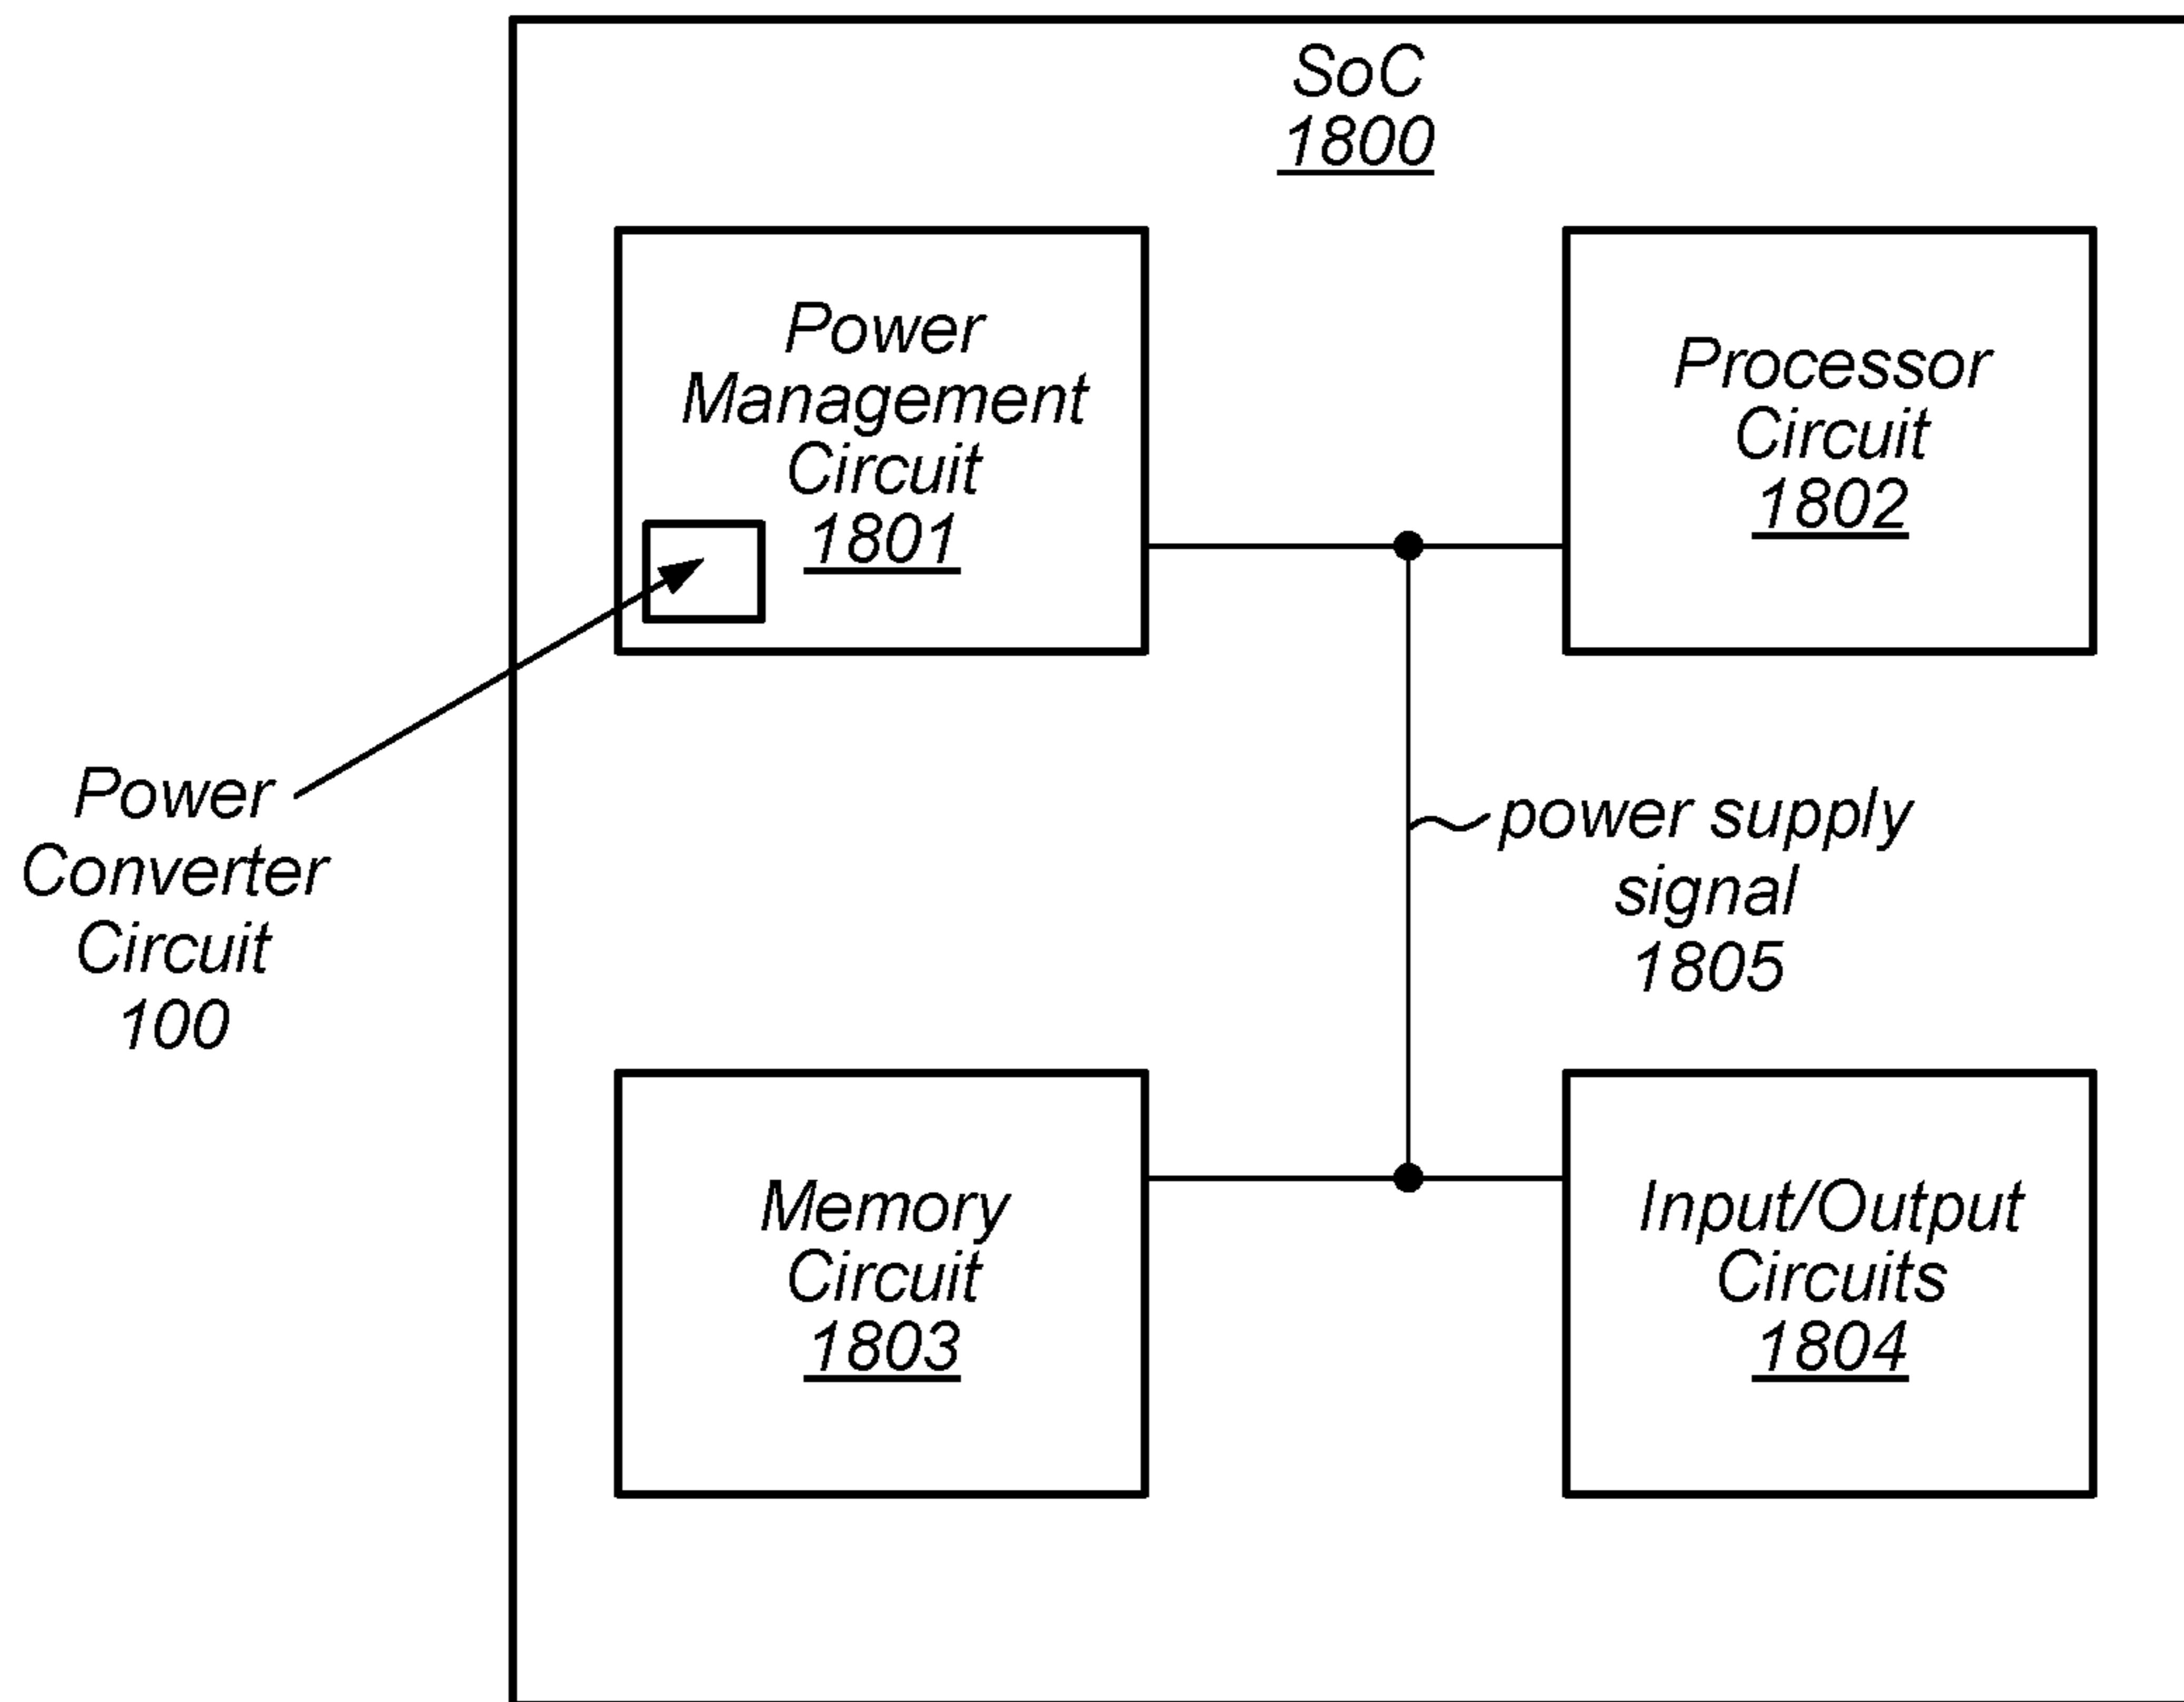 SoC
1800
Power
Management
Circuit
1801
Processor
Circuit
1802
Power
Converter
Circuit
100
power supply
signal
1805
Memory
Circuit
1803
Input/Output
Circuits
1804